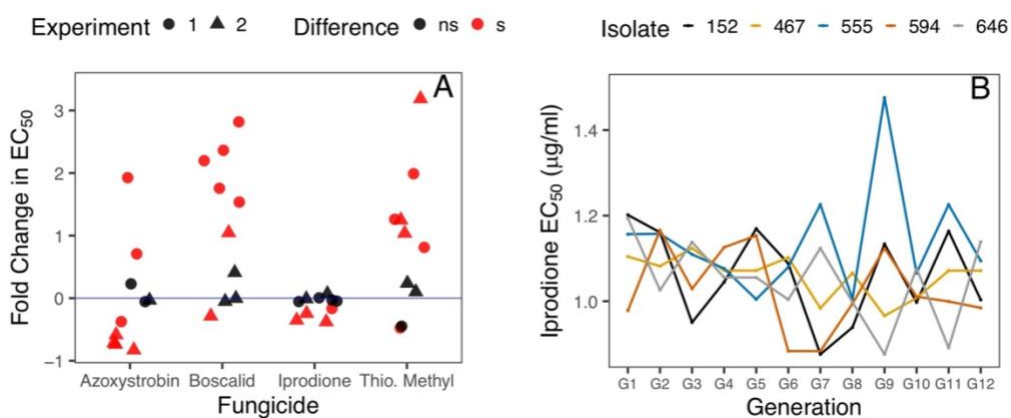 Experiment 1 2 Difference ns s
A
Fold Change in EC50
3
2
1
0
−1
Azoxystrobin Boscalid Iprodione Thio. Methyl
Fungicide
Isolate 152 467 555 594 646
B
Iprodione EC50 (µg/ml)
1.4
1.2
1.0
G1 G2 G3 G4 G5 G6 G7 G8 G9 G10 G11 G12
Generation